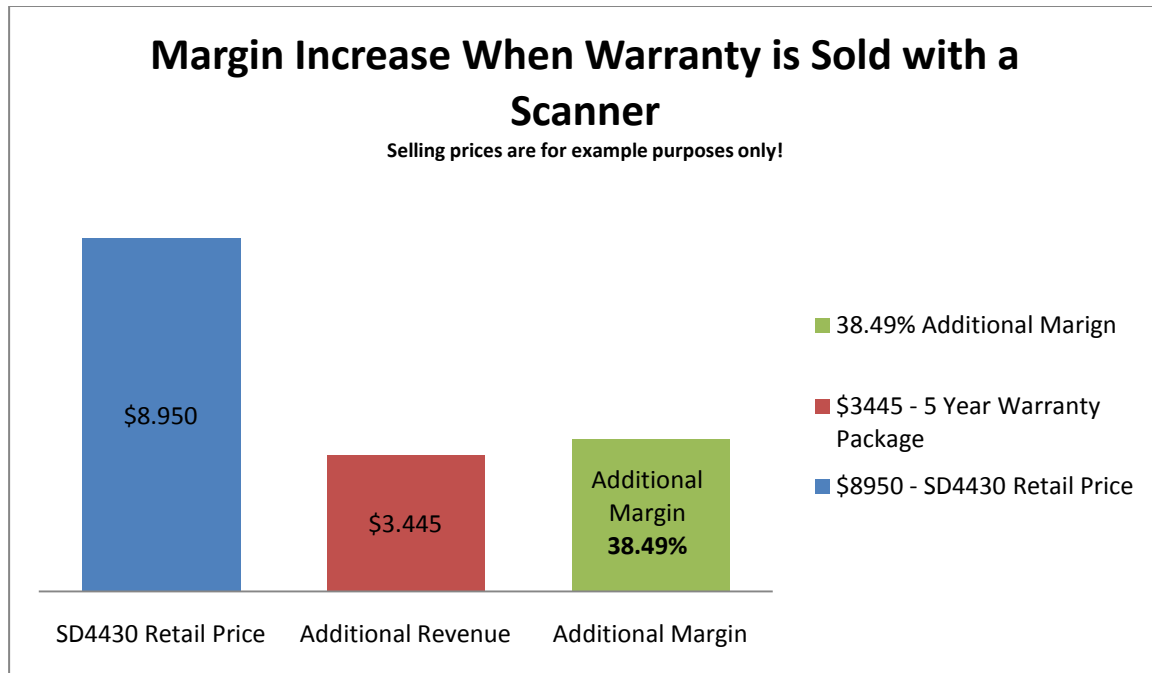 Margin Increase When Warranty is Sold with a
Scanner
Selling prices are for example purposes only!
$8.950
$3.445
Additional
Margin
38.49%
38.49% Additional Marign
$3445 - 5 Year Warranty
Package
$8950 - SD4430 Retail Price
SD4430 Retail Price
Additional Revenue
Additional Margin